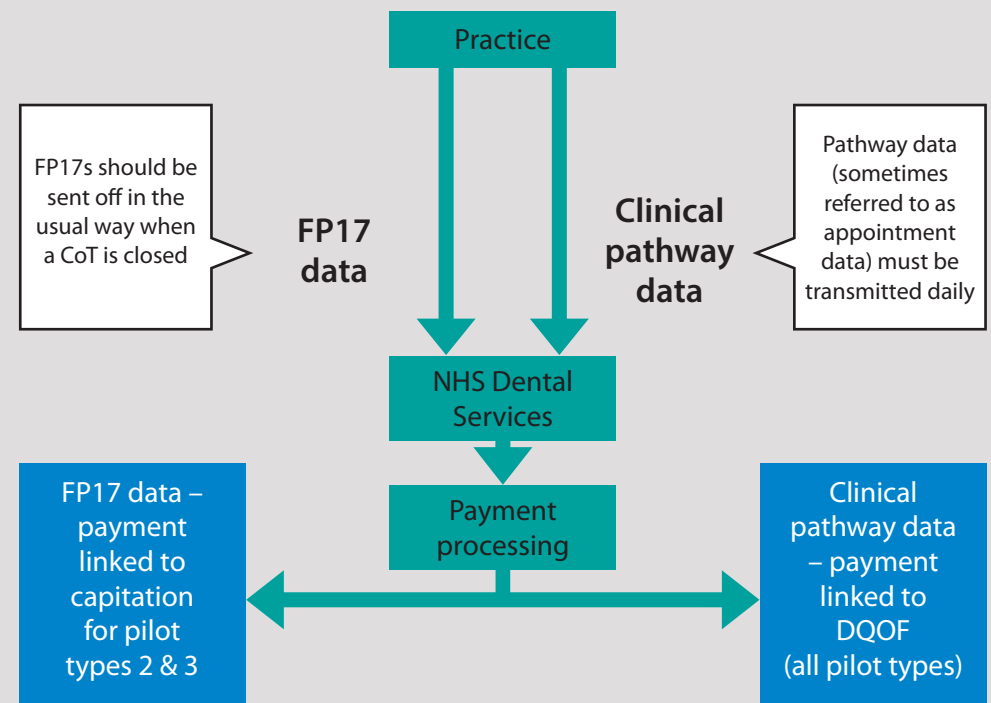 Practice
FP17s should be
sent off in the
usual way when
a CoT is closed
FP17
data
Clinical
pathway
data
Pathway data
(sometimes
referred to as
appointment
data) must be
transmitted daily
NHS Dental
Services
Payment
processing
FP17 data –
payment
linked to
capitation
for pilot
types 2 & 3
Clinical
pathway data
– payment
linked to
DQOF
(all pilot types)